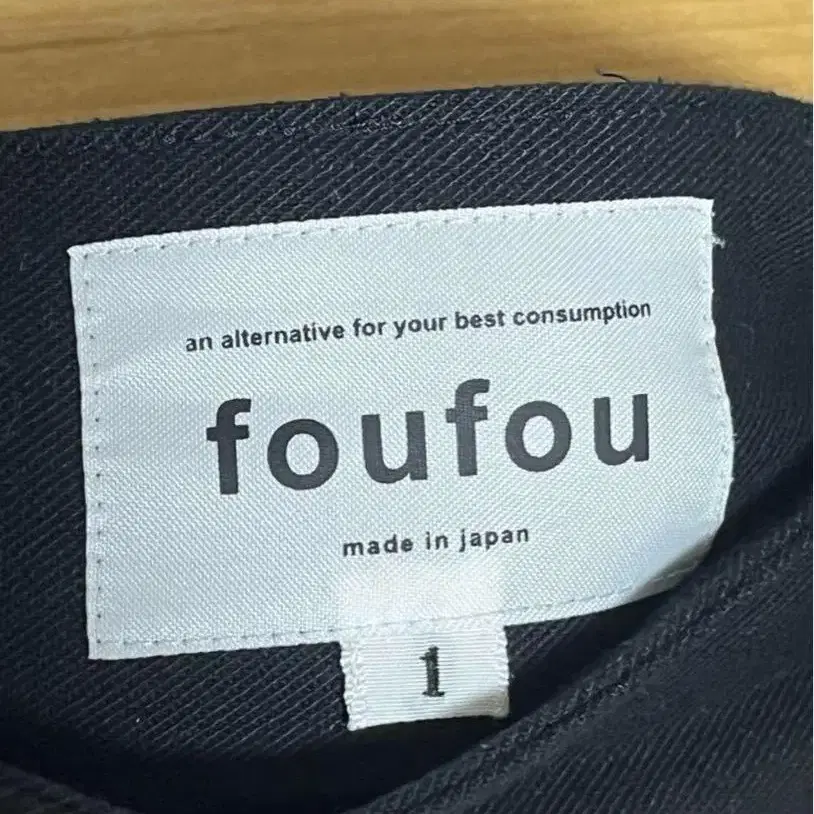 an alternative for your best consumption
foufou
made in japan
1